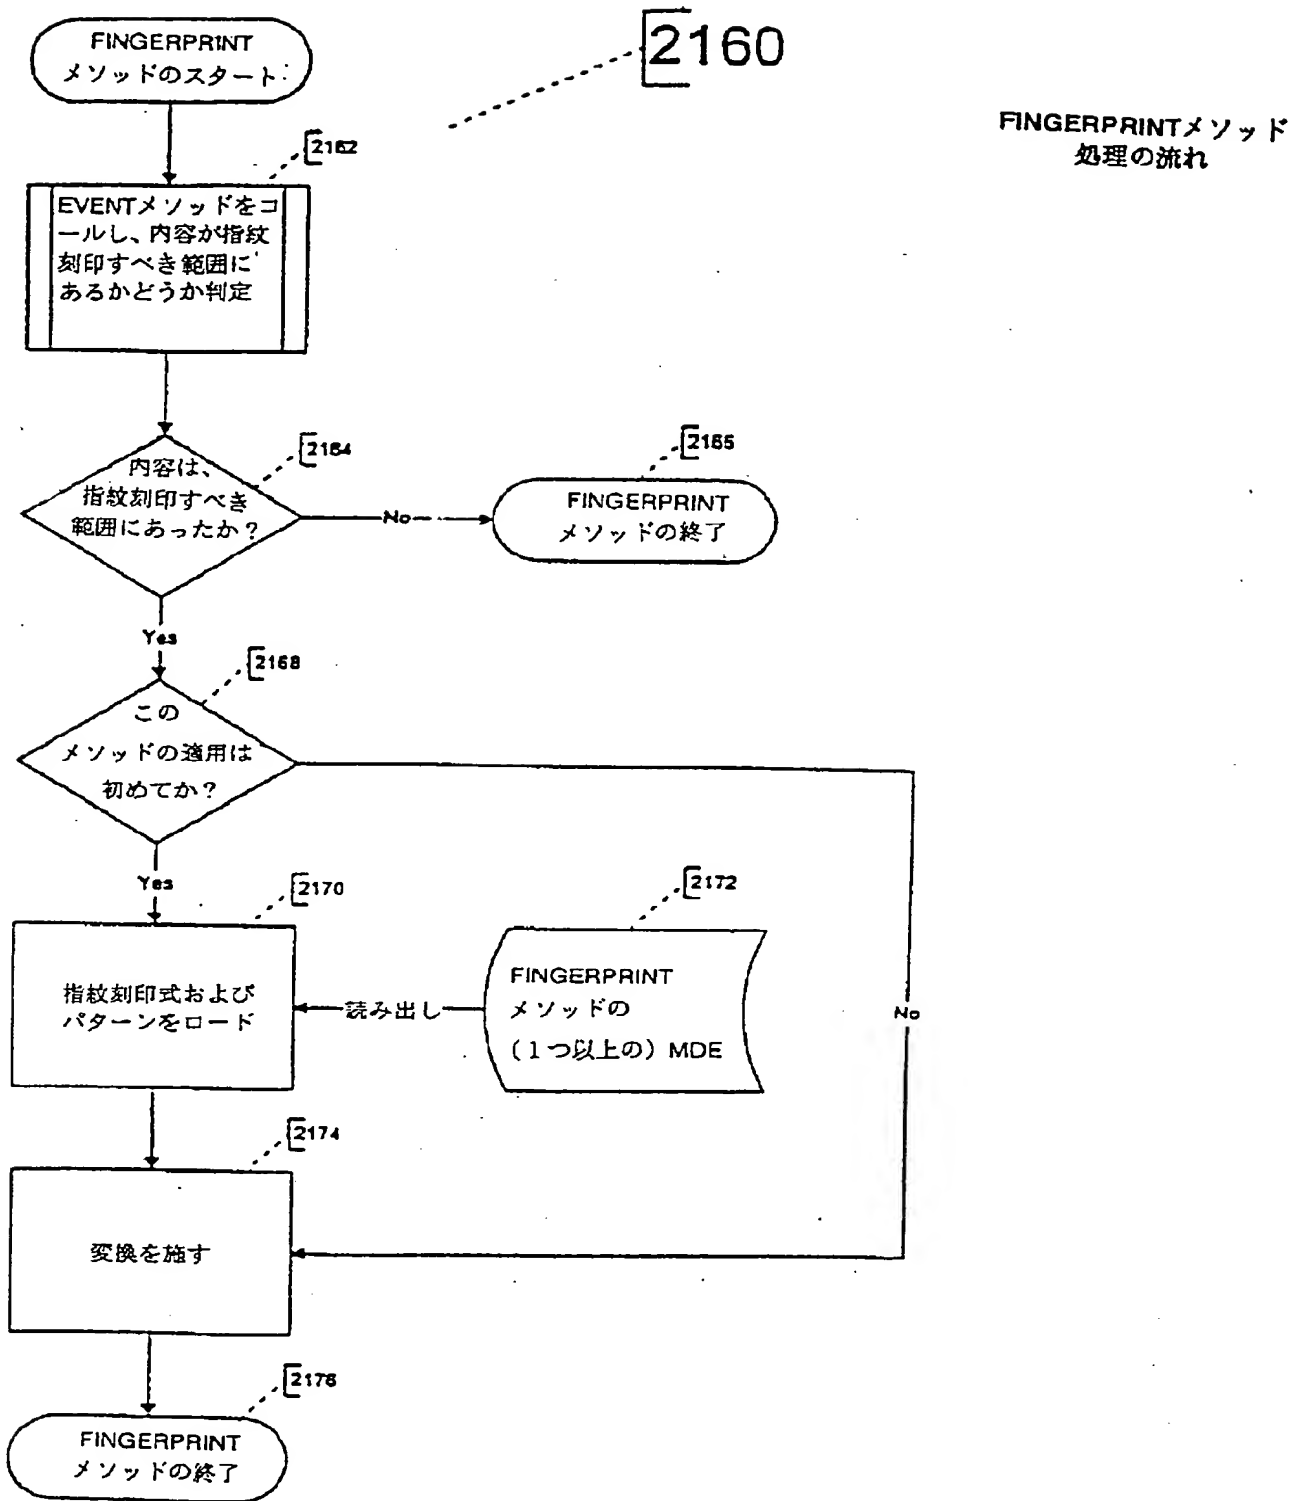 FINGERPRINT
メソッドのスタート
2160
FINGERPRINTメソッド
処理の流れ
2162
EVENTメソッドをコ
ールし、内容が指紋
刻印すべき範囲に
あるかどうか判定
2164
内容は、
指紋刻印すべき
範囲にあったか？
No
2166
FINGERPRINT
メソッドの終了
Yes
2168
この
メソッドの適用は
初めてか？
Yes
2170
指紋刻印式および
パターンをロード
読み出し
2172
FINGERPRINT
メソッドの
（１つ以上の）MDE
No
2174
変換を施す
2176
FINGERPRINT
メソッドの終了